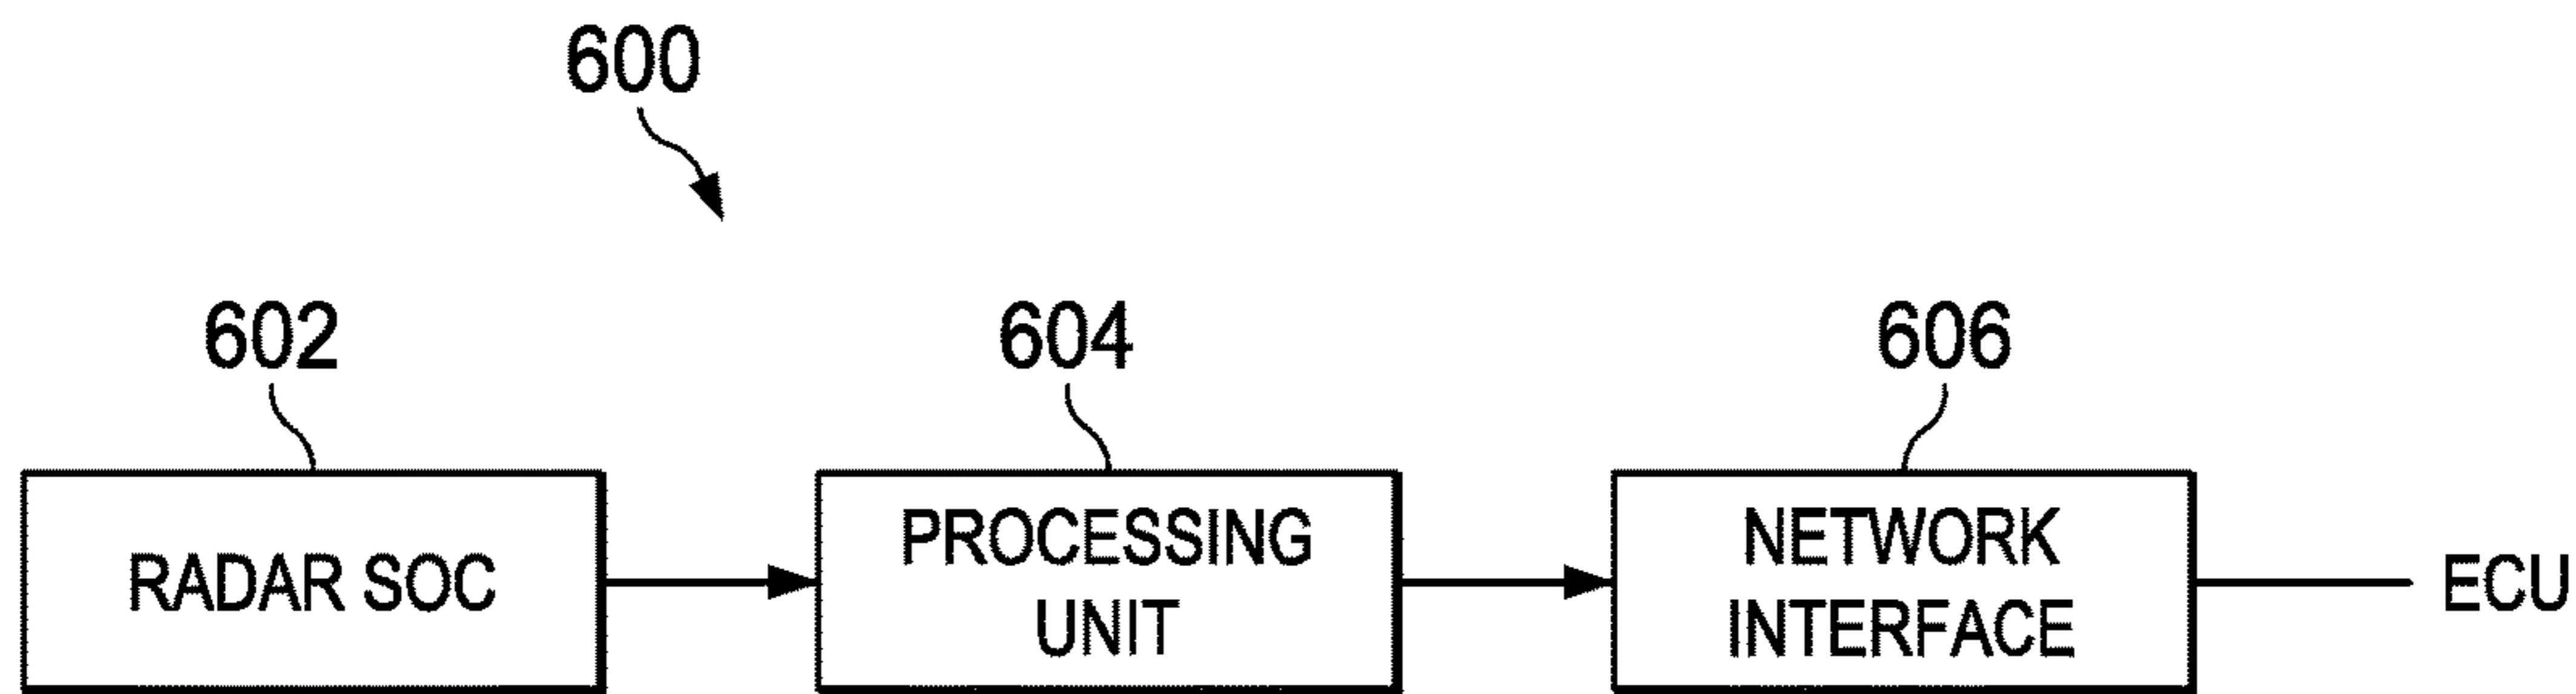 600
602
604
606
RADAR SOC
PROCESSING
UNIT
NETWORK
INTERFACE
ECU